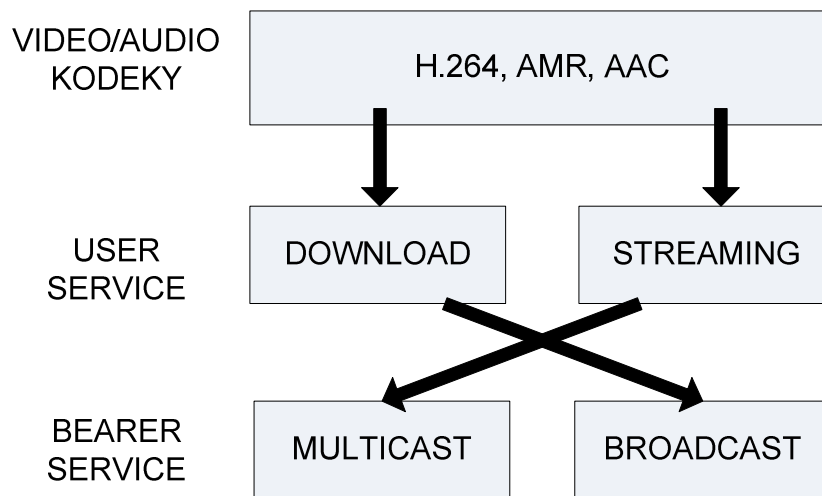 VIDEO/AUDIO
KODEKY
H.264, AMR, AAC
USER
SERVICE
DOWNLOAD
STREAMING
BEARER
SERVICE
MULTICAST
BROADCAST